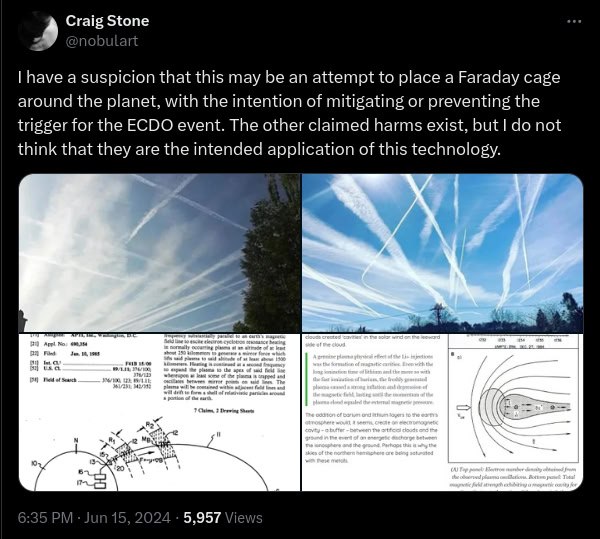 Craig Stone
@nobulart
I have a suspicion that this may be an attempt to place a Faraday cage
around the planet, with the intention of mitigating or preventing the
trigger for the ECDO event. The other claimed harms exist, but I do not
think that they are the intended application of this technology.
[21] Appl. No.: 690,354
[22] Filed: Jan. 10, 1985
[51] Int. Cl.
[52] U.S. Cl.
[58] Field of Search
frequency substantially parallel to an earth's magnetic
field line to excite electron cyclotron resonance heating
in normally occurring plasma at an altitude of at least
about 250 kilometers to generate a mirror force which
lifts said plasma to said altitude of at least about 1500
kilometers. Heating is continued at a second frequency
to expand the plasma to the apex of said field line
whereupon at least some of the plasma is trapped and
oscillates between mirror points on said lines. The
plasma will be contained within adjacent field lines and
will drift to form a shell of relativistic particles around
a portion of the earth.
7 Claims, 2 Drawing Sheets
N
10
R1
R2
12
11
13
15
20
16
17
clouds created 'cavities' in the solar wind on the leeward
side of the cloud.
A genuine plasma physical effect of the Li- injections
was the formation of magnetic cavities. Even with the
long ionization time of lithium and the more so with
the fast ionization of barium, the freshly generated
plasma caused a strong inflation and depression of
the magnetic field, lasting until the momentum of the
plasma cloud equaled the external magnetic pressure.
The addition of barium and lithium layers to the earth's
atmosphere would, it seems, create an electromagnetic
cavity - a buffer - between the artificial clouds and the
ground in the event of an energetic discharge between
the ionosphere and the ground. Perhaps this is why the
skies of the northern hemisphere are being saturated
with these metals.
(A) Top panel: Electron number density obtained from
the observed plasma oscillations. Bottom panel: Total
magnetic field strength exhibiting a magnetic cavity for
6:35 PM · Jun 15, 2024 · 5,957 Views